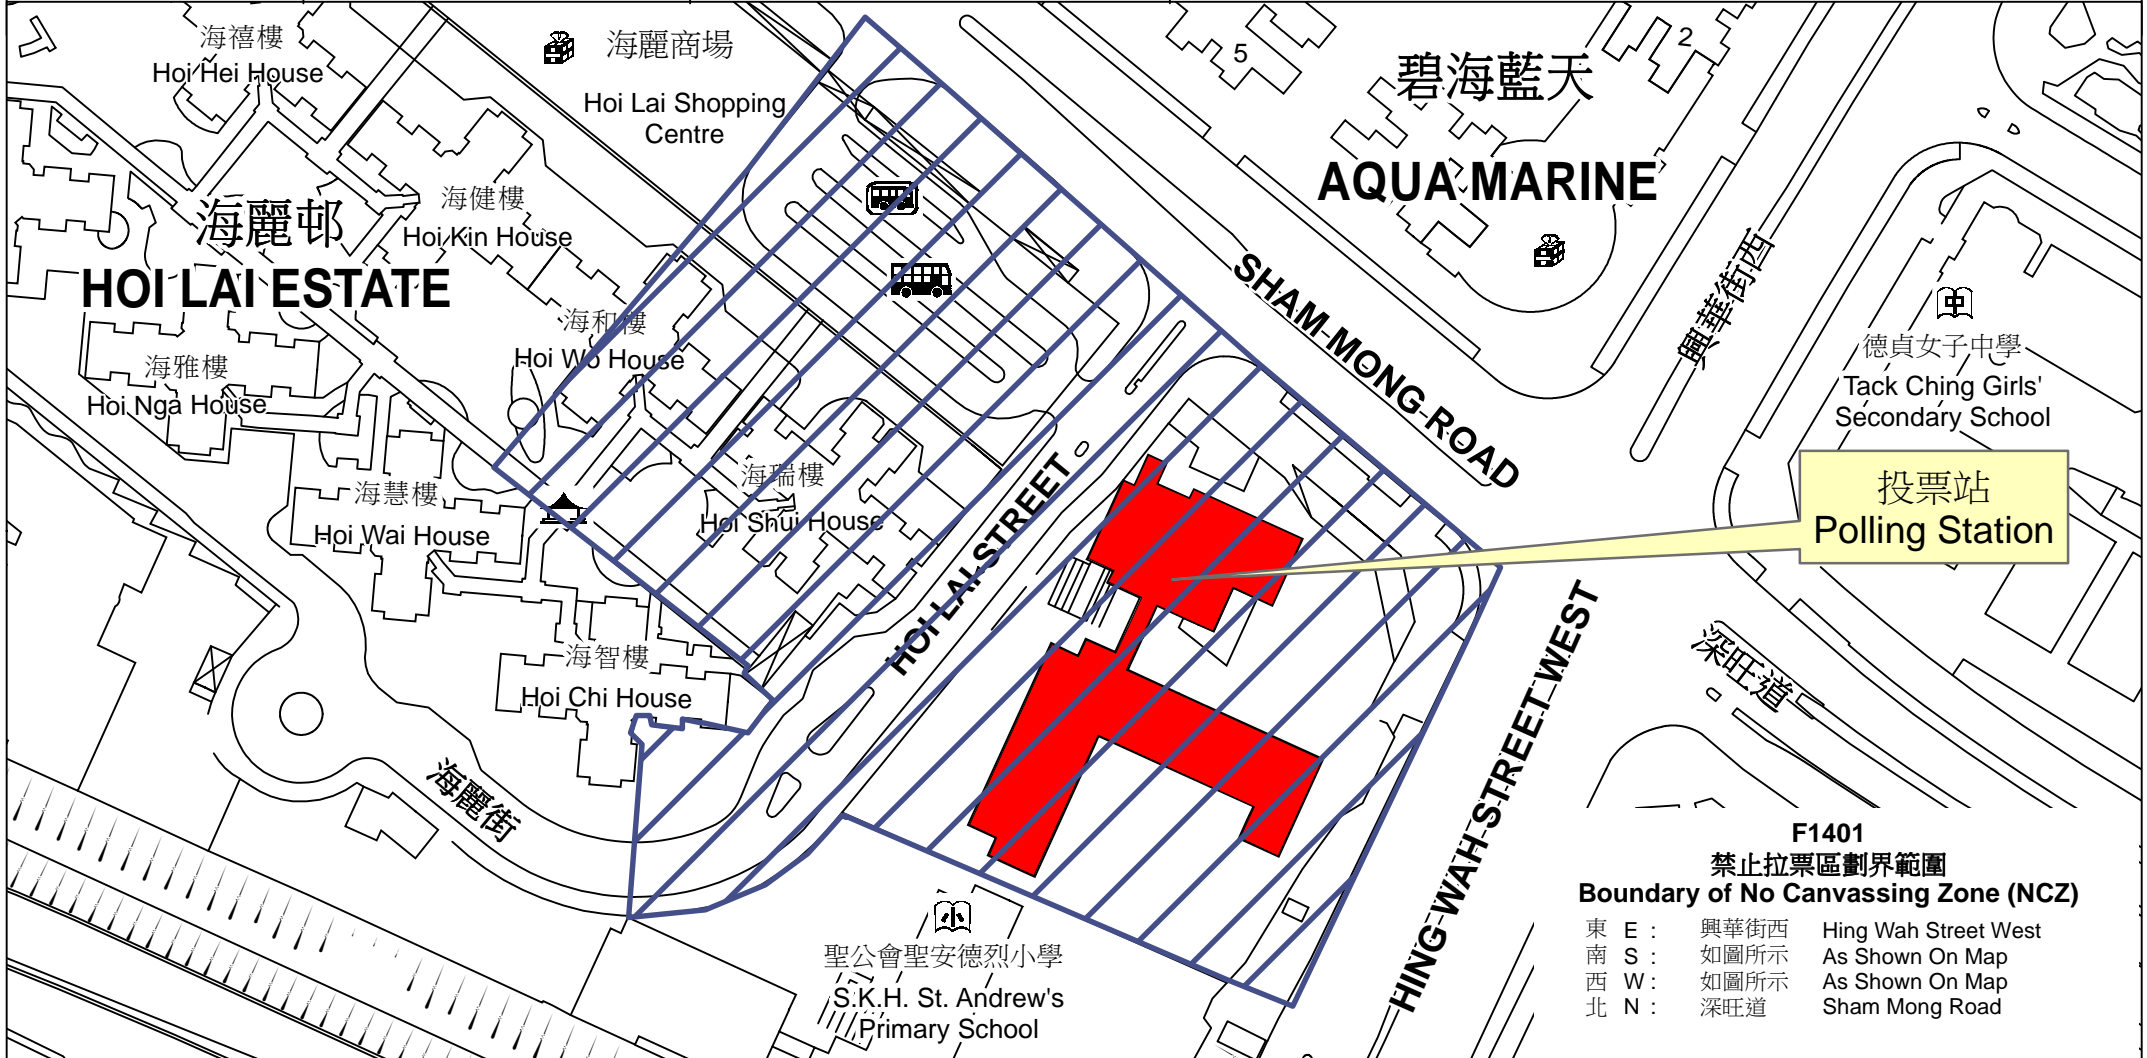 海禧樓
Hoi Hei House
海麗商場
Hoi Lai Shopping
Centre
5
2
碧海藍天
AQUA MARINE
海健樓
Hoi Kin House
海麗邨
HOI LAI ESTATE
海和樓
Hoi Wo House
海雅樓
Hoi Nga House
SHAM MONG ROAD
興華街西
中
德貞女子中學
Tack Ching Girls'
Secondary School
投票站
Polling Station
海慧樓
Hoi Wai House
海瑞樓
Hoi Shui House
HOI LAI STREET
海智樓
Hoi Chi House
海麗街
深旺道
HING WAH STREET WEST
小
聖公會聖安德烈小學
S.K.H. St. Andrew's
Primary School
F1401
禁止拉票區劃界範圍
Boundary of No Canvassing Zone (NCZ)
東 E : 興華街西 Hing Wah Street West
南 S : 如圖所示 As Shown On Map
西 W : 如圖所示 As Shown On Map
北 N : 深旺道 Sham Mong Road